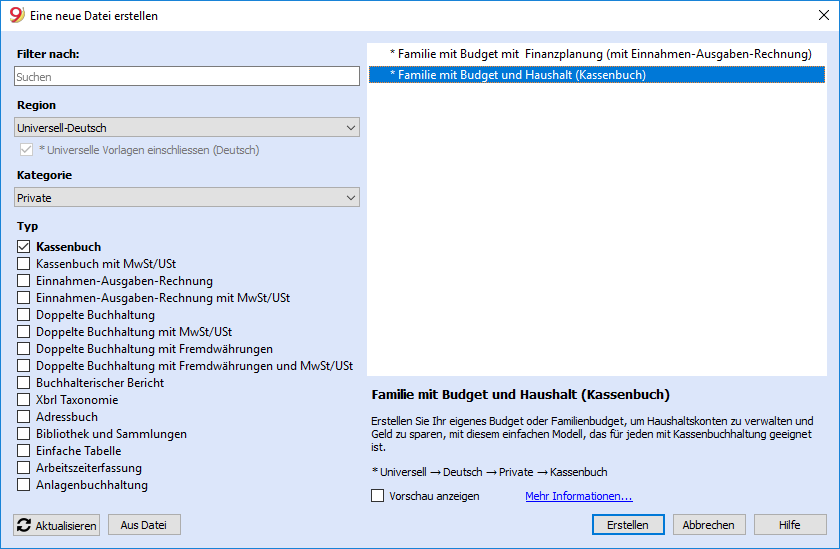 Eine neue Datei erstellen
Filter nach:
Suchen
Region
Universell-Deutsch
* Universelle Vorlagen einschliessen (Deutsch)
Kategorie
Private
Typ
Kassenbuch
Kassenbuch mit MwSt/USt
Einnahmen-Ausgaben-Rechnung
Einnahmen-Ausgaben-Rechnung mit MwSt/USt
Doppelte Buchhaltung
Doppelte Buchhaltung mit MwSt/USt
Doppelte Buchhaltung mit Fremdwährungen
Doppelte Buchhaltung mit Fremdwährungen und MwSt/USt
Buchhalterischer Bericht
Xbrl Taxonomie
Adressbuch
Bibliothek und Sammlungen
Einfache Tabelle
Arbeitszeiterfassung
Anlagenbuchhaltung
* Familie mit Budget mit  Finanzplanung (mit Einnahmen-Ausgaben-Rechnung)
* Familie mit Budget und Haushalt (Kassenbuch)
Familie mit Budget und Haushalt (Kassenbuch)
Erstellen Sie Ihr eigenes Budget oder Familienbudget, um Haushaltskonten zu verwalten und
Geld zu sparen, mit diesem einfachen Modell, das für jeden mit Kassenbuchhaltung geeignet
ist.
* Universell → Deutsch → Private → Kassenbuch
Vorschau anzeigen
Mehr Informationen...
Aktualisieren
Aus Datei
Erstellen
Abbrechen
Hilfe